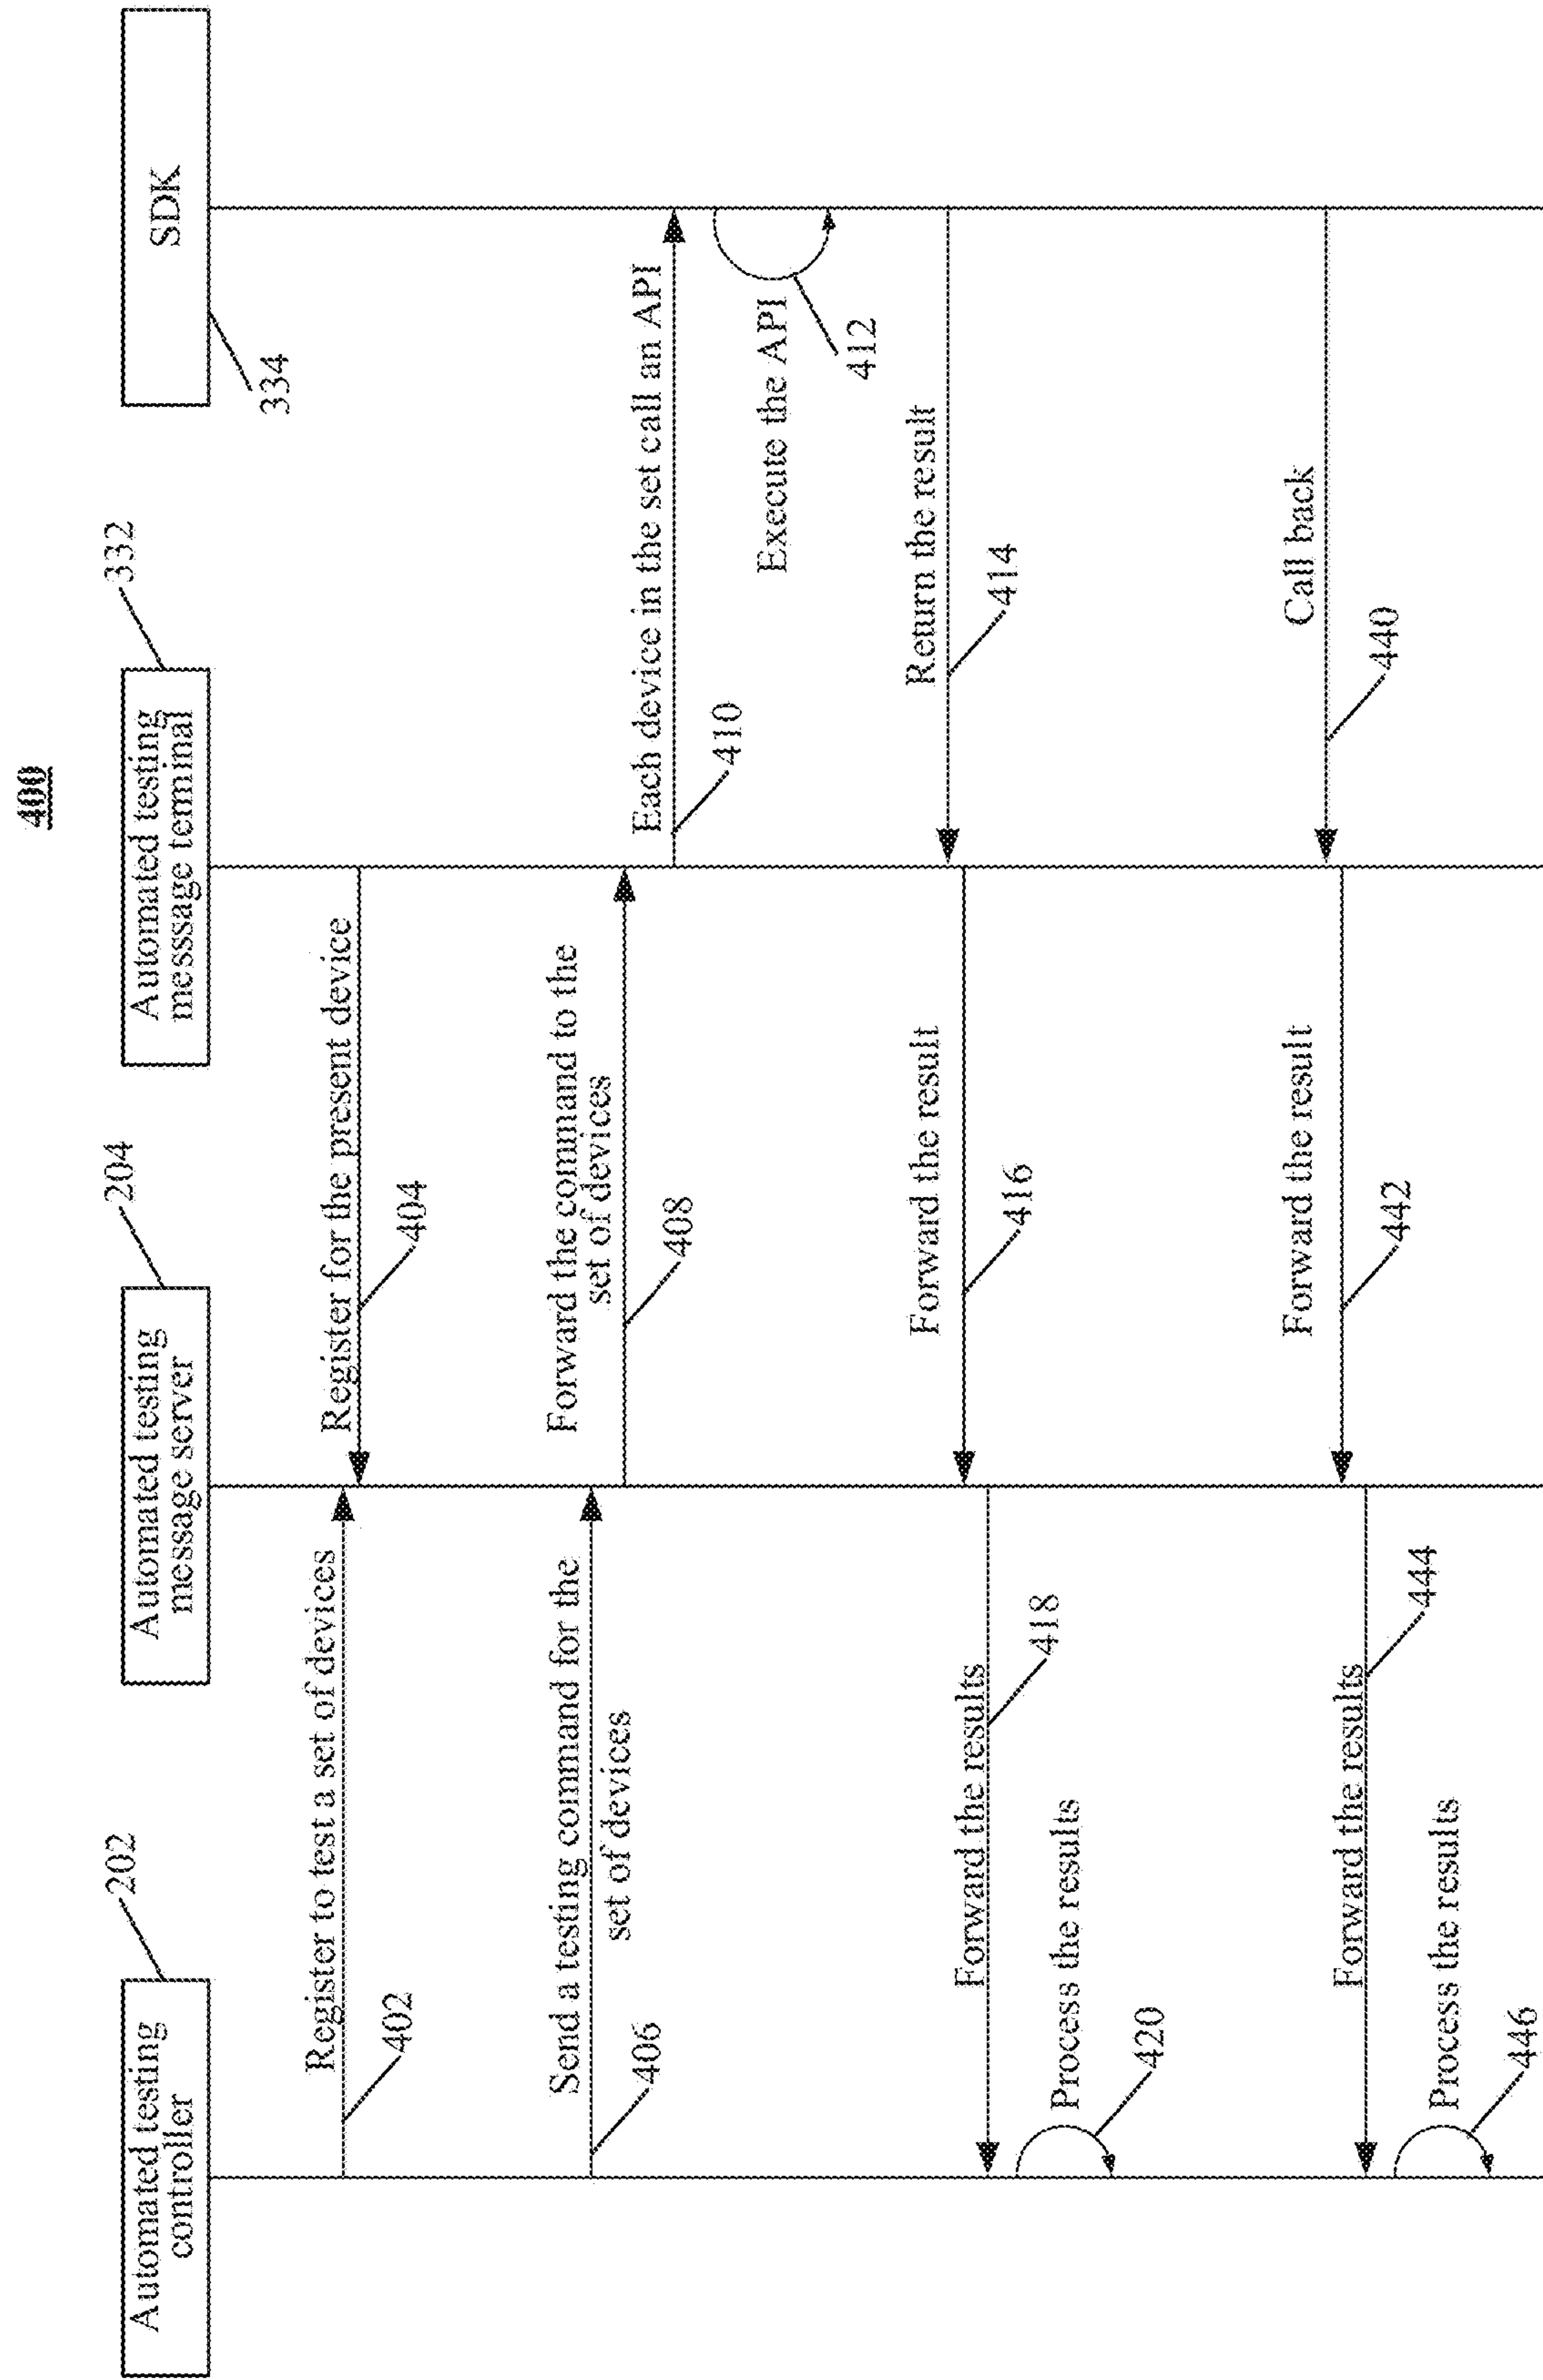 400
202
204
332
Automated testing
controller
Automated testing
message server
Automated testing
messsage terminal
SDK
334
Register to test a set of devices
402
Register for the present device
404
Send a testing command for the
set of devices
406
Forward the command to the
set of devices
408
Each device in the set call an API
410
Execute the API
412
Return the result
414
Forward the result
416
Forward the results
418
Process the results
420
Call back
440
Forward the result
442
Forward the results
444
Process the results
446